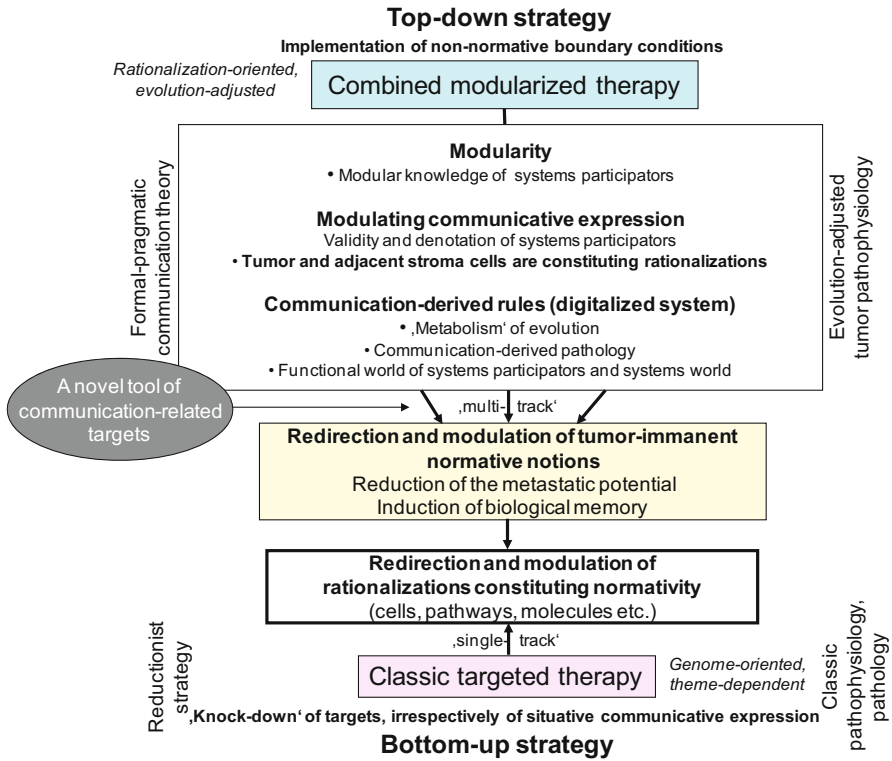 Top-down strategy
Implementation of non-normative boundary conditions
Rationalization-oriented,
evolution-adjusted
Combined modularized therapy
Formal-pragmatic
communication theory
Modularity
• Modular knowledge of systems participators
Modulating communicative expression
Validity and denotation of systems participators
• Tumor and adjacent stroma cells are constituting rationalizations
Communication-derived rules (digitalized system)
• ‚Metabolism‘ of evolution
• Communication-derived pathology
• Functional world of systems participators and systems world
Evolution-adjusted
tumor pathophysiology
A novel tool of
communication-related
targets
‚multi- track‘
Redirection and modulation of tumor-immanent
normative notions
Reduction of the metastatic potential
Induction of biological memory
Redirection and modulation of
rationalizations constituting normativity
(cells, pathways, molecules etc.)
‚single- track‘
Reductionist
strategy
Classic targeted therapy
Genome-oriented,
theme-dependent
Classic
pathophysiology,
pathology
‚Knock-down‘ of targets, irrespectively of situative communicative expression
Bottom-up strategy